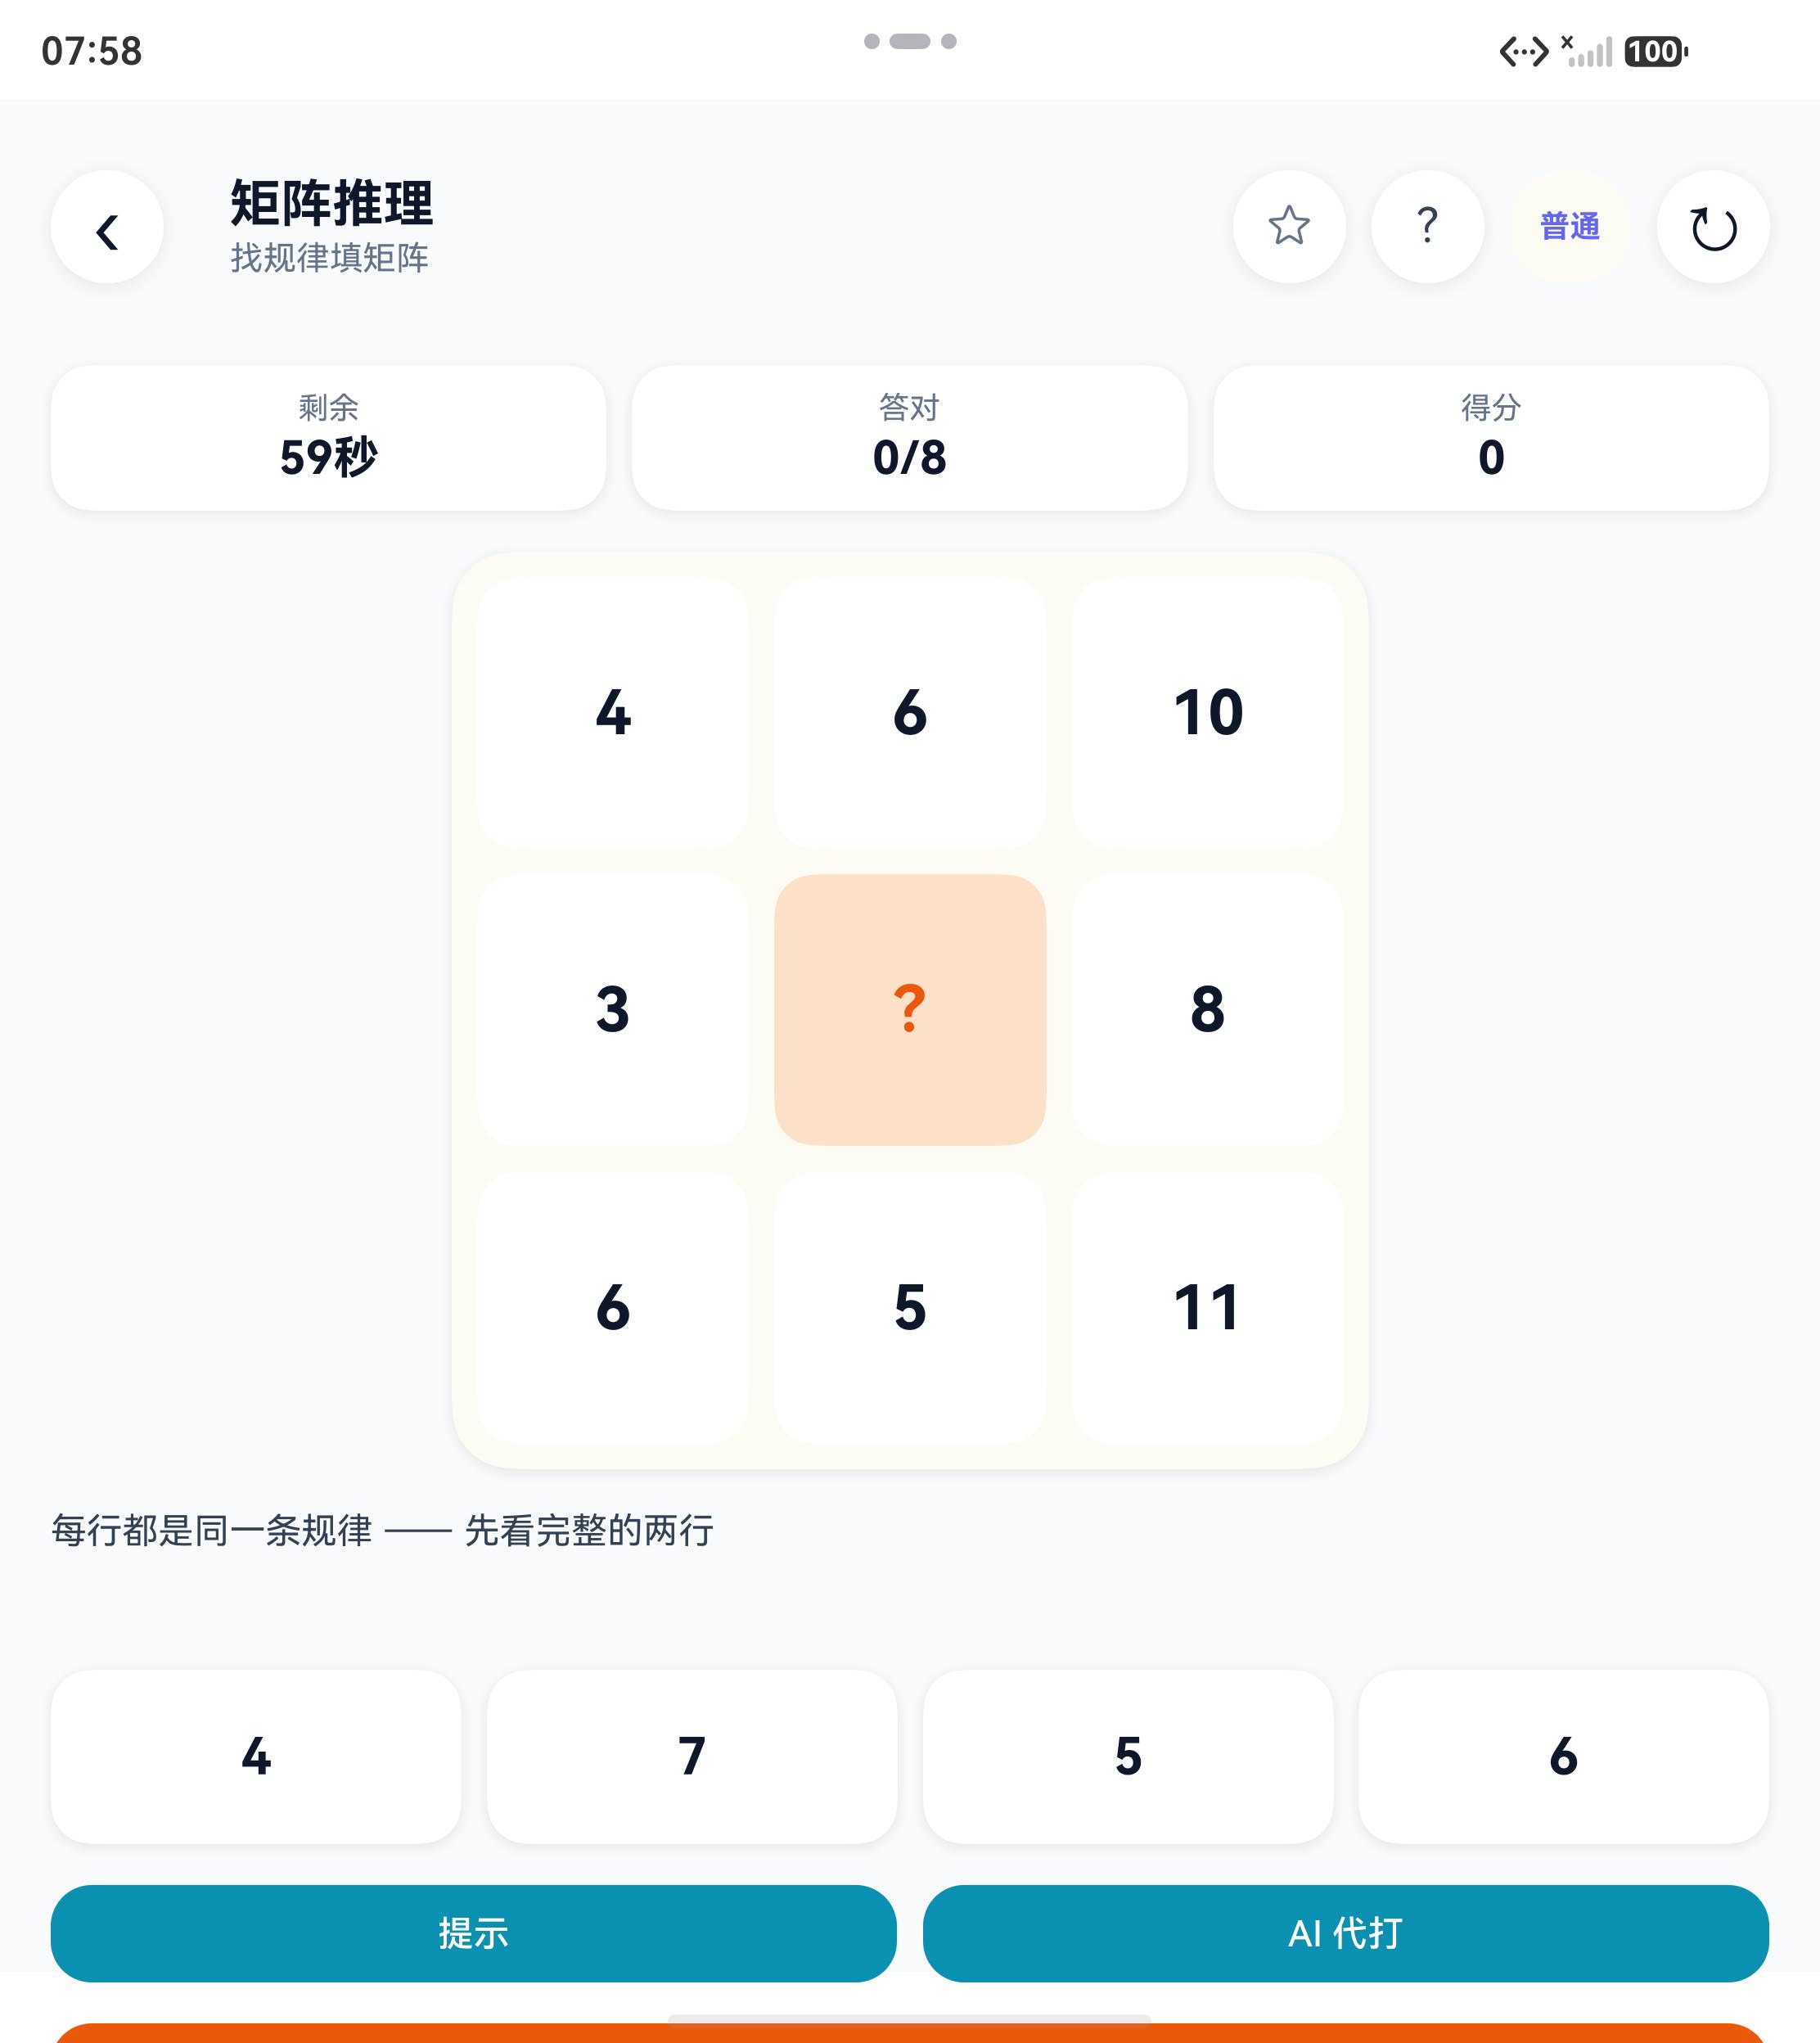 07:58
100
矩阵推理
找规律填矩阵
?
普通
剩余
答对
得分
59秒
0/8
0
4 6 10
3 ? 8
6 5 11
每行都是同一条规律 —— 先看完整的两行
4 7 5 6
提示
AI 代打